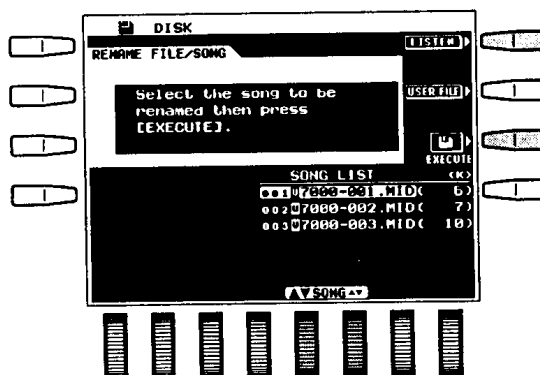 DISK
RENAME FILE/SONG
LISTEN
Select the song to be
renamed then press
[EXECUTE].
USER FILE
EXECUTE
SONG LIST (K)
001 7000-001.MID( 6)
002 7000-002.MID( 7)
003 7000-003.MID( 10)
▲▼SONG▲▼